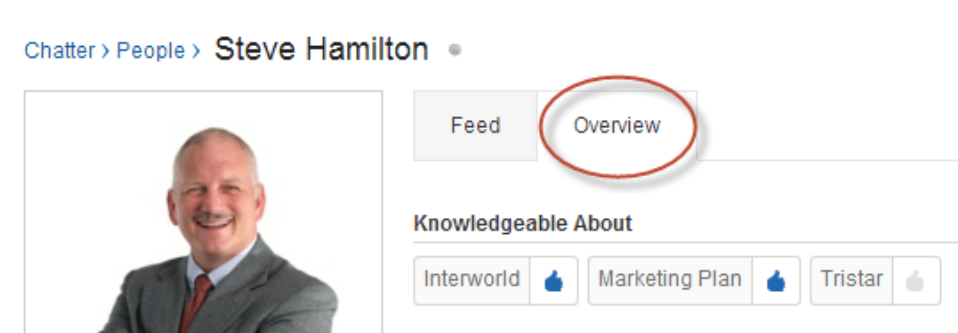 Chatter › People › Steve Hamilton
Feed
Overview
Knowledgeable About
Interworld
Marketing Plan
Tristar